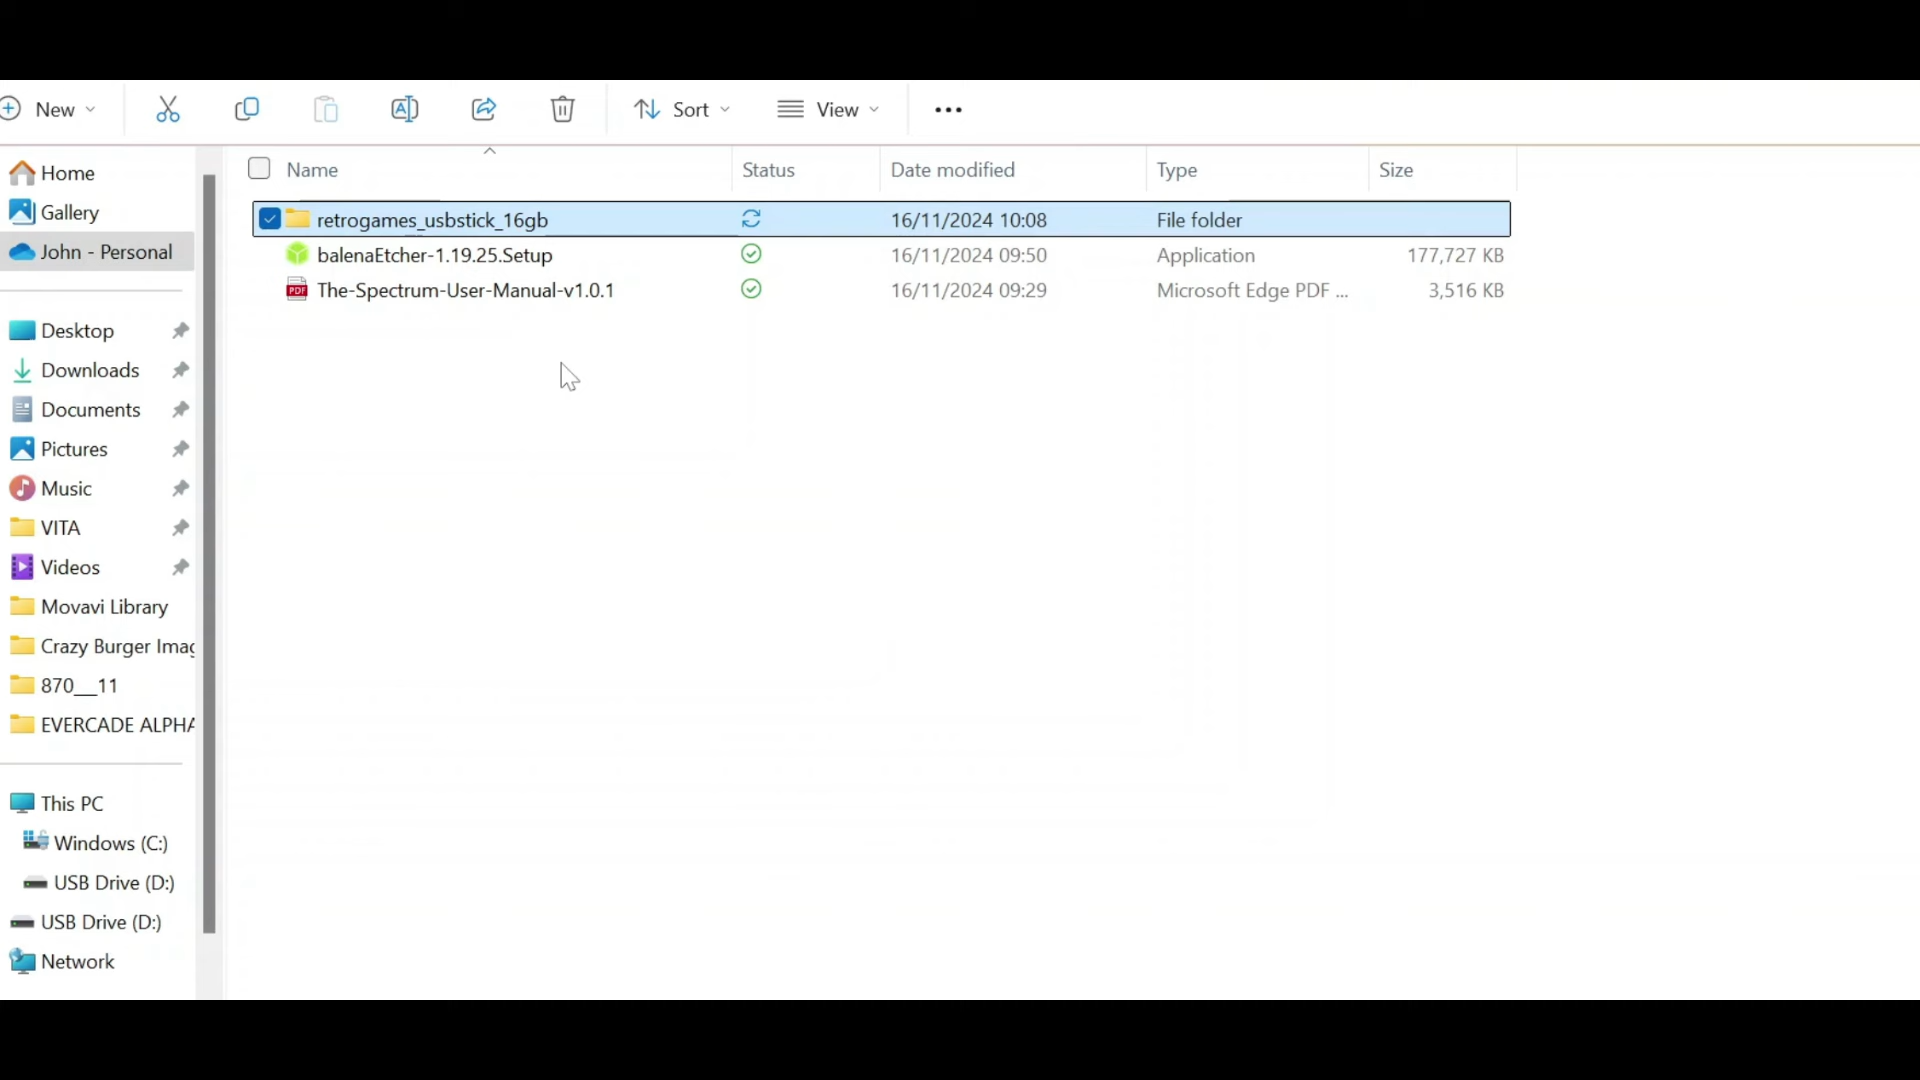 New Sort View
Name Status Date modified Type Size
retrogames_usbstick_16gb 16/11/2024 10:08 File folder
balenaEtcher-1.19.25.Setup 16/11/2024 09:50 Application 177,727 KB
PDF The-Spectrum-User-Manual-v1.0.1 16/11/2024 09:29 Microsoft Edge PDF ... 3,516 KB
Home
Gallery
John - Personal
Desktop
Downloads
Documents
Pictures
Music
VITA
Videos
Movavi Library
Crazy Burger Imag
870__11
EVERCADE ALPHA
This PC
Windows (C:)
USB Drive (D:)
USB Drive (D:)
Network